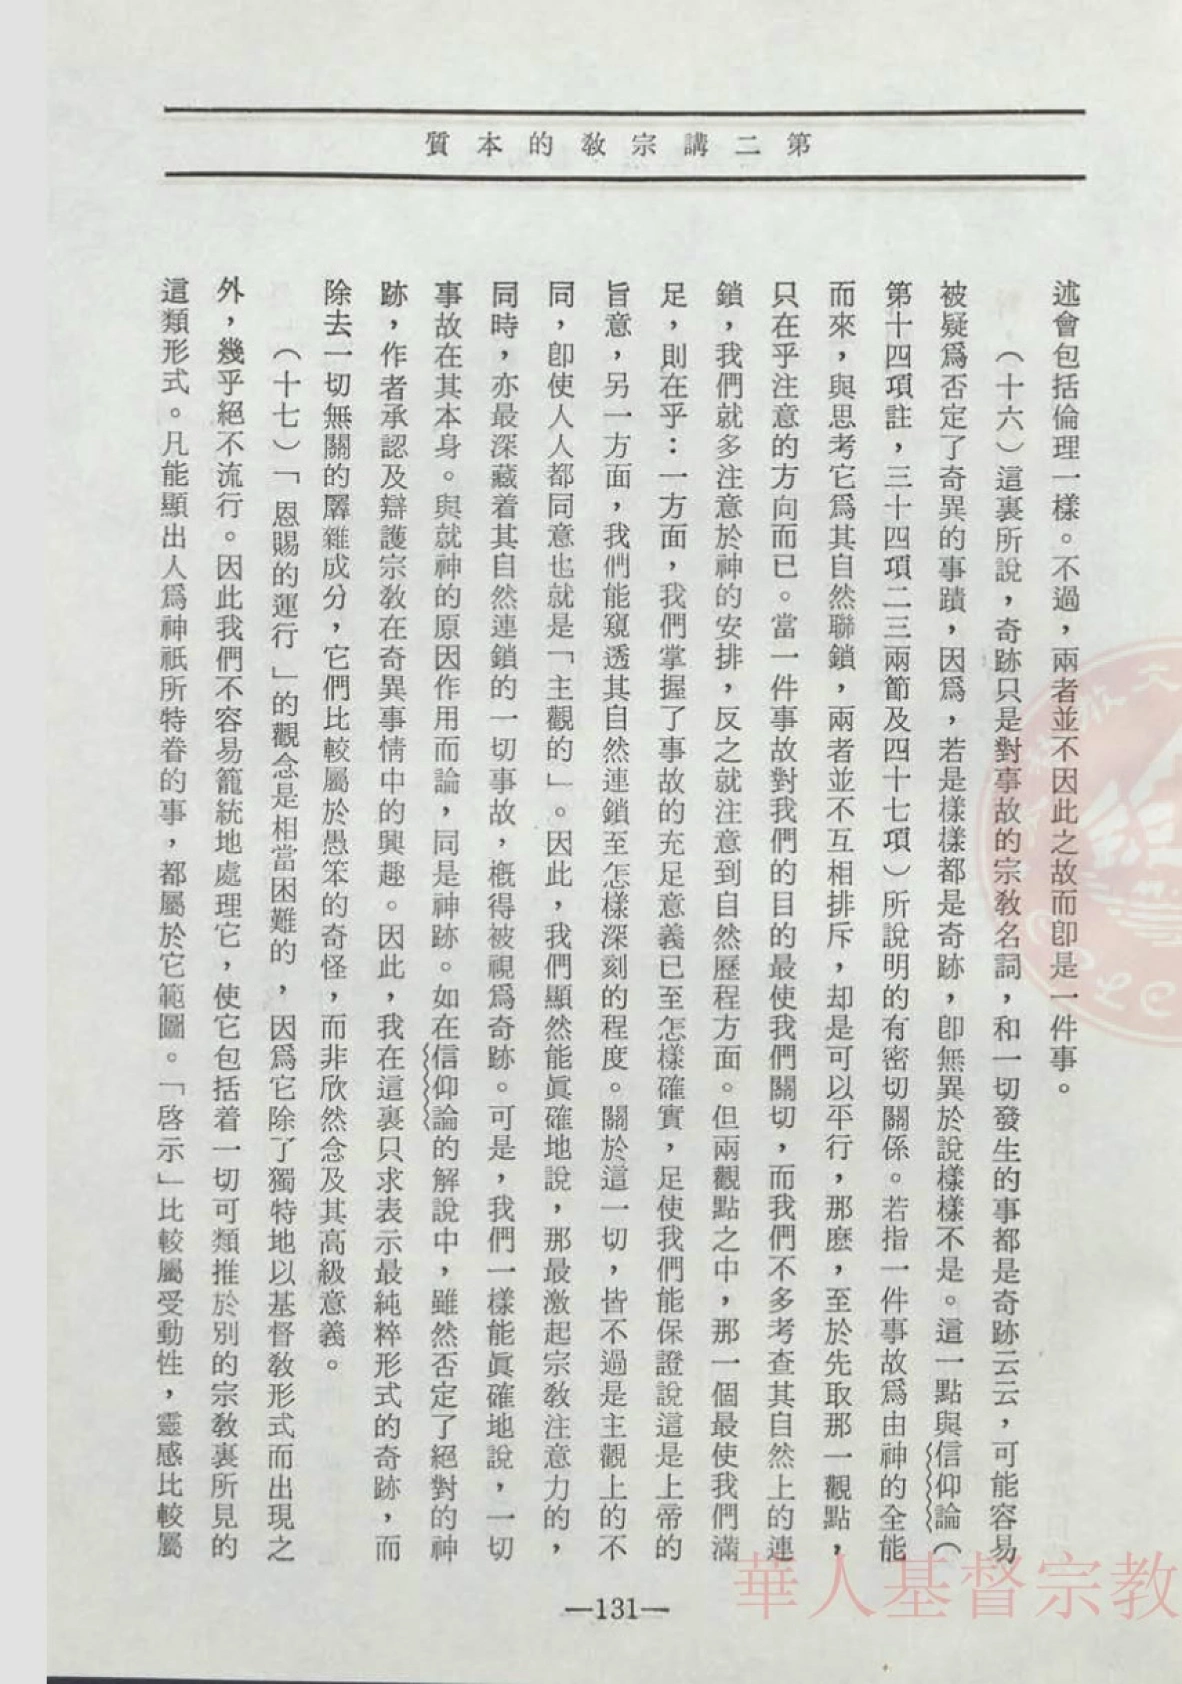 第二講宗教的本質
述會包括倫理一樣。不過，兩者並不因此之故而卽是一件事。
（十六）這裏所說，奇跡只是對事故的宗教名詞，和一切發生的事都是奇跡云云，可能容易
被疑爲否定了奇異的事蹟，因爲，若是樣樣都是奇跡，卽無異於說樣樣不是。這一點與信仰論（
第十四項註，三十四項二三兩節及四十七項）所說明的有密切關係。若指一件事故爲由神的全能
而來，與思考它爲其自然聯鎖，兩者並不互相排斥，却是可以平行，那麽，至於先取那一觀點，
只在乎注意的方向而已。當一件事故對我們的目的最使我們關切，而我們不多考查其自然上的連
鎖，我們就多注意於神的安排，反之就注意到自然歷程方面。但兩觀點之中，那一個最使我們滿
足，則在乎：一方面，我們掌握了事故的充足意義已至怎樣確實，足使我們能保證說這是上帝的
旨意，另一方面，我們能窺透其自然連鎖至怎樣深刻的程度。關於這一切，皆不過是主觀上的不
同，卽使人人都同意也就是「主觀的」。因此，我們顯然能眞確地說，那最激起宗教注意力的，
同時，亦最深藏着其自然連鎖的一切事故，概得被視爲奇跡。可是，我們一樣能眞確地說，一切
事故在其本身。與就神的原因作用而論，同是神跡。如在信仰論的解說中，雖然否定了絕對的神
跡，作者承認及辯護宗教在奇異事情中的興趣。因此，我在這裏只求表示最純粹形式的奇跡，而
除去一切無關的羼雜成分，它們比較屬於愚笨的奇怪，而非欣然念及其高級意義。
（十七）「恩賜的運行」的觀念是相當困難的，因爲它除了獨特地以基督教形式而出現之
外，幾乎絕不流行。因此我們不容易籠統地處理它，使它包括着一切可類推於別的宗教裏所見的
這類形式。凡能顯出人爲神祇所特眷的事，都屬於它範圍。「啓示」比較屬受動性，靈感比較屬
—131—
華人基督宗教